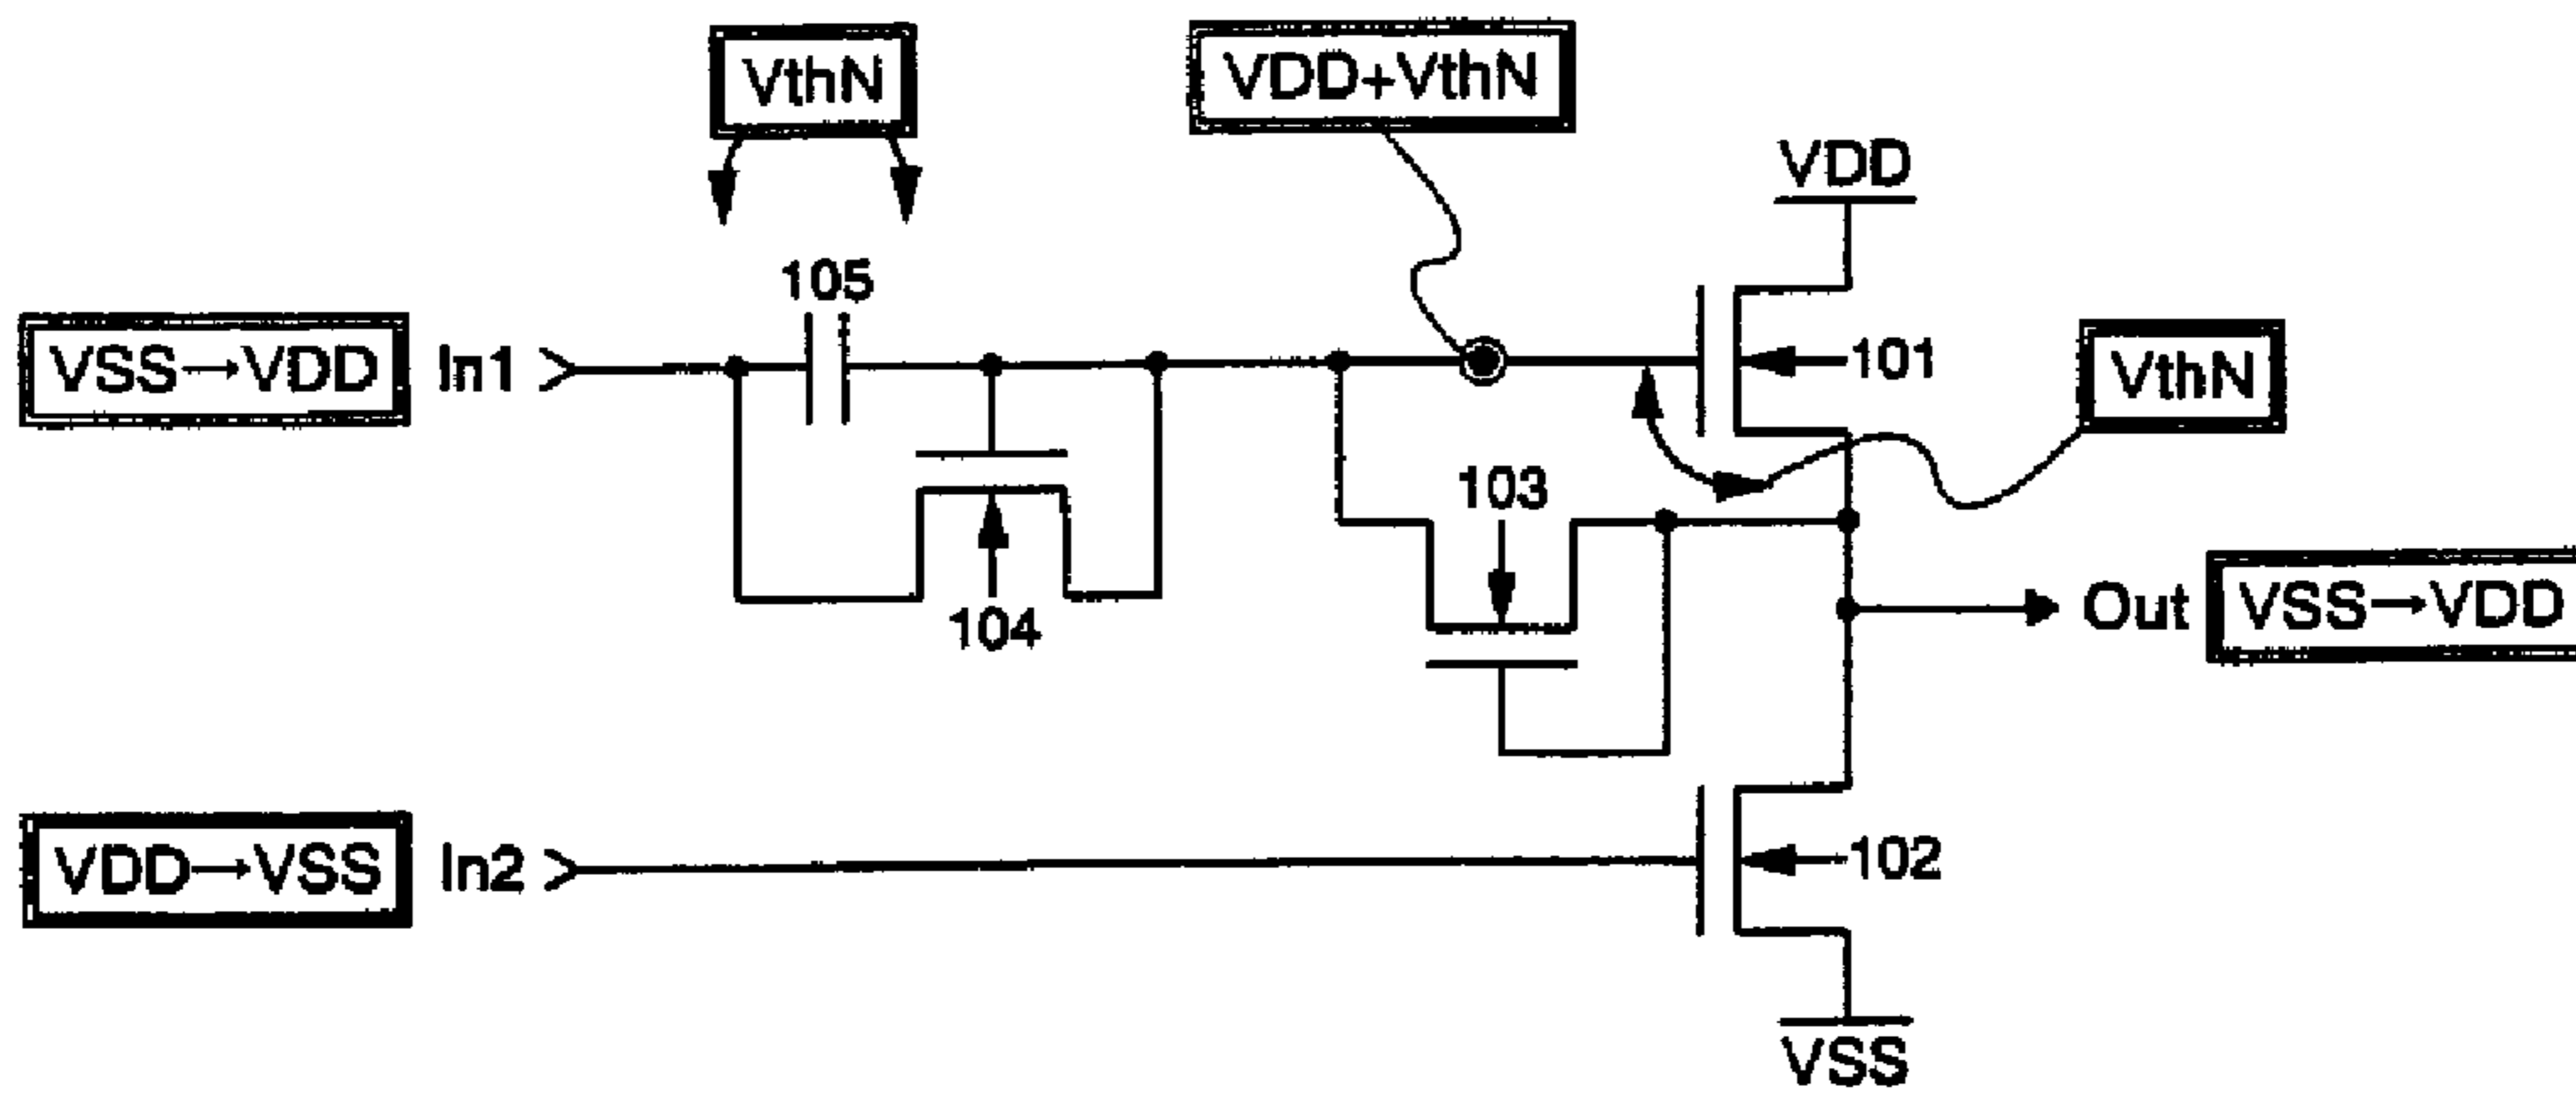 VthN
VDD+VthN
VDD
105
VSS→VDD
In1
101
VthN
103
104
Out
VSS→VDD
VDD→VSS
In2
102
VSS